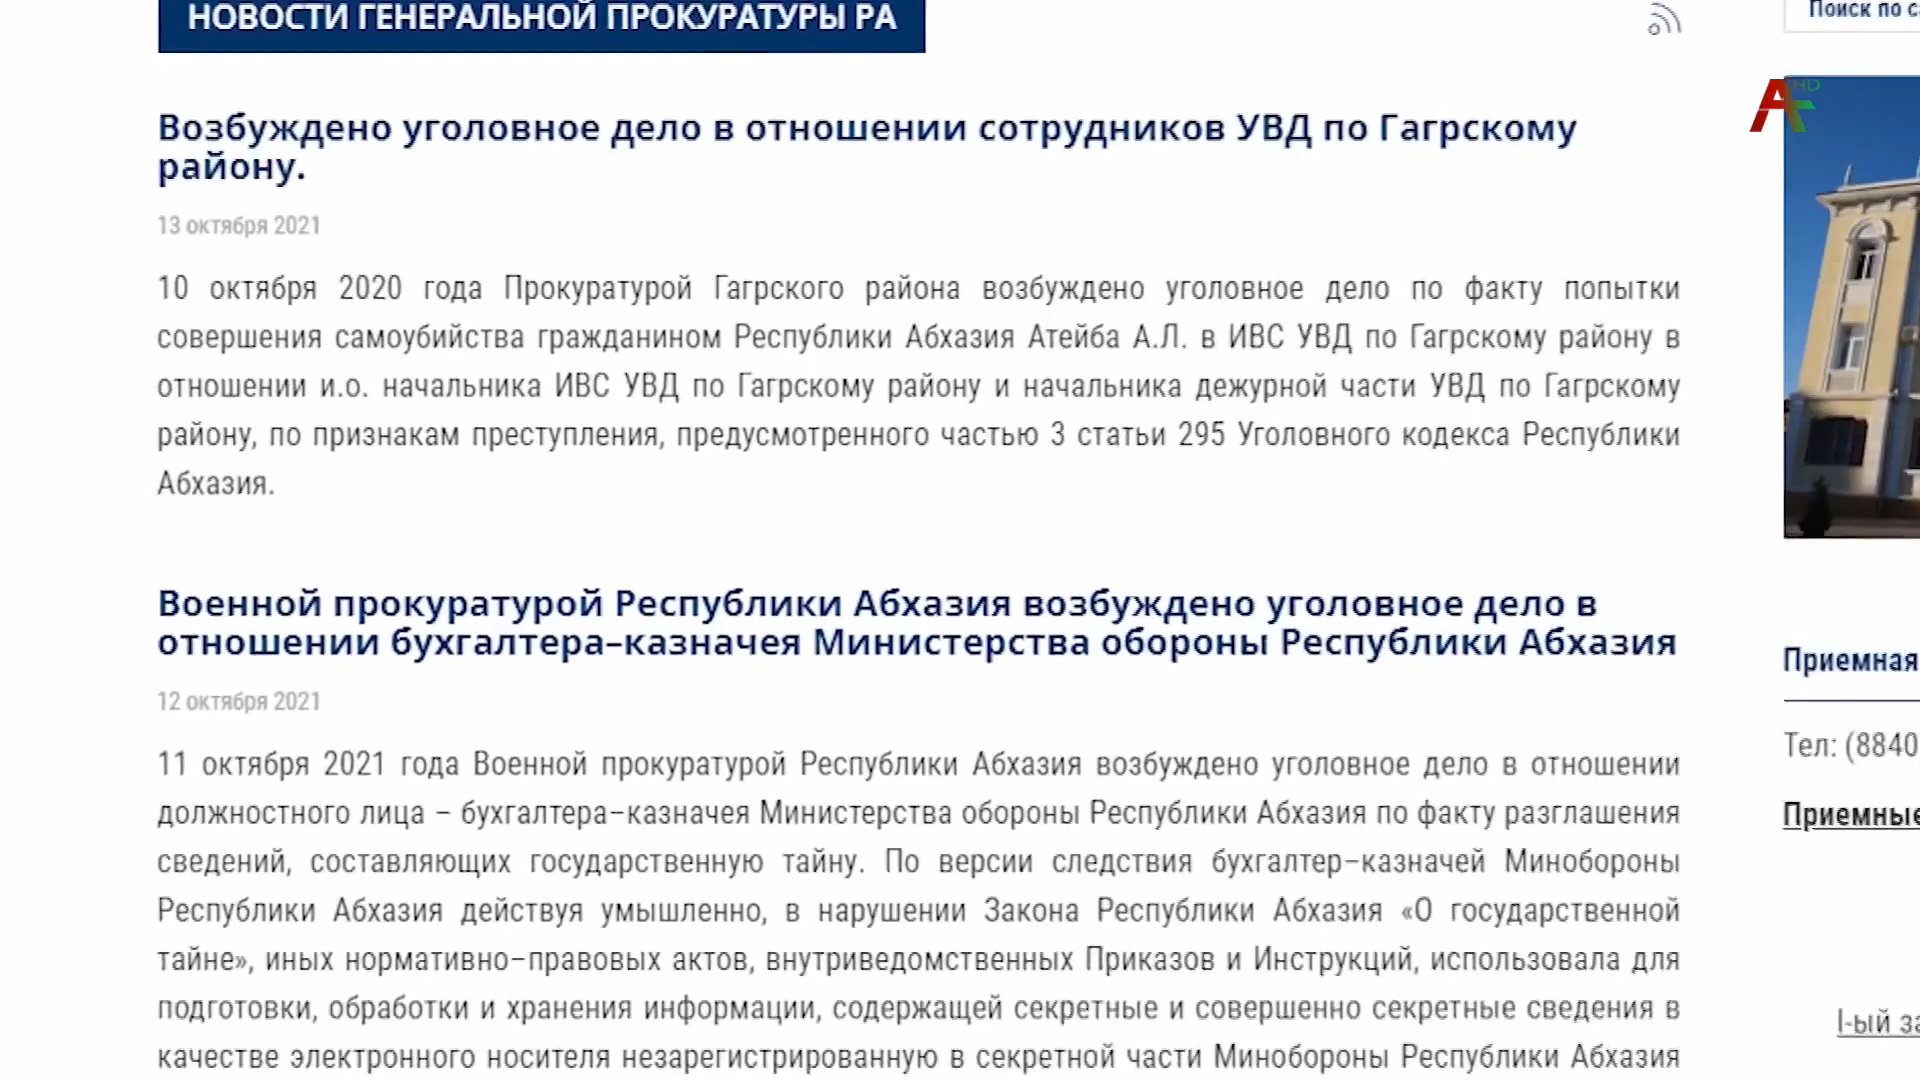 НОВОСТИ ГЕНЕРАЛЬНОЙ ПРОКУРАТУРЫ РА
Поиск по
HD
Возбуждено уголовное дело в отношении сотрудников УВД по Гагрскому
району.
13 октября 2021
10 октября 2020 года Прокуратурой Гагрского района возбуждено уголовное дело по факту попытки
совершения самоубийства гражданином Республики Абхазия Атейба А.Л. в ИВС УВД по Гагрскому району в
отношении и.о. начальника ИВС УВД по Гагрскому району и начальника дежурной части УВД по Гагрскому
району, по признакам преступления, предусмотренного частью 3 статьи 295 Уголовного кодекса Республики
Абхазия.
Военной прокуратурой Республики Абхазия возбуждено уголовное дело в
отношении бухгалтера–казначея Министерства обороны Республики Абхазия
12 октября 2021
11 октября 2021 года Военной прокуратурой Республики Абхазия возбуждено уголовное дело в отношении
должностного лица – бухгалтера–казначея Министерства обороны Республики Абхазия по факту разглашения
сведений, составляющих государственную тайну. По версии следствия бухгалтер–казначей Минобороны
Республики Абхазия действуя умышленно, в нарушении Закона Республики Абхазия «О государственной
тайне», иных нормативно–правовых актов, внутриведомственных Приказов и Инструкций, использовала для
подготовки, обработки и хранения информации, содержащей секретные и совершенно секретные сведения в
качестве электронного носителя незарегистрированную в секретной части Минобороны Республики Абхазия
Приемная
Тел: (8840
Приемные
I-ый за